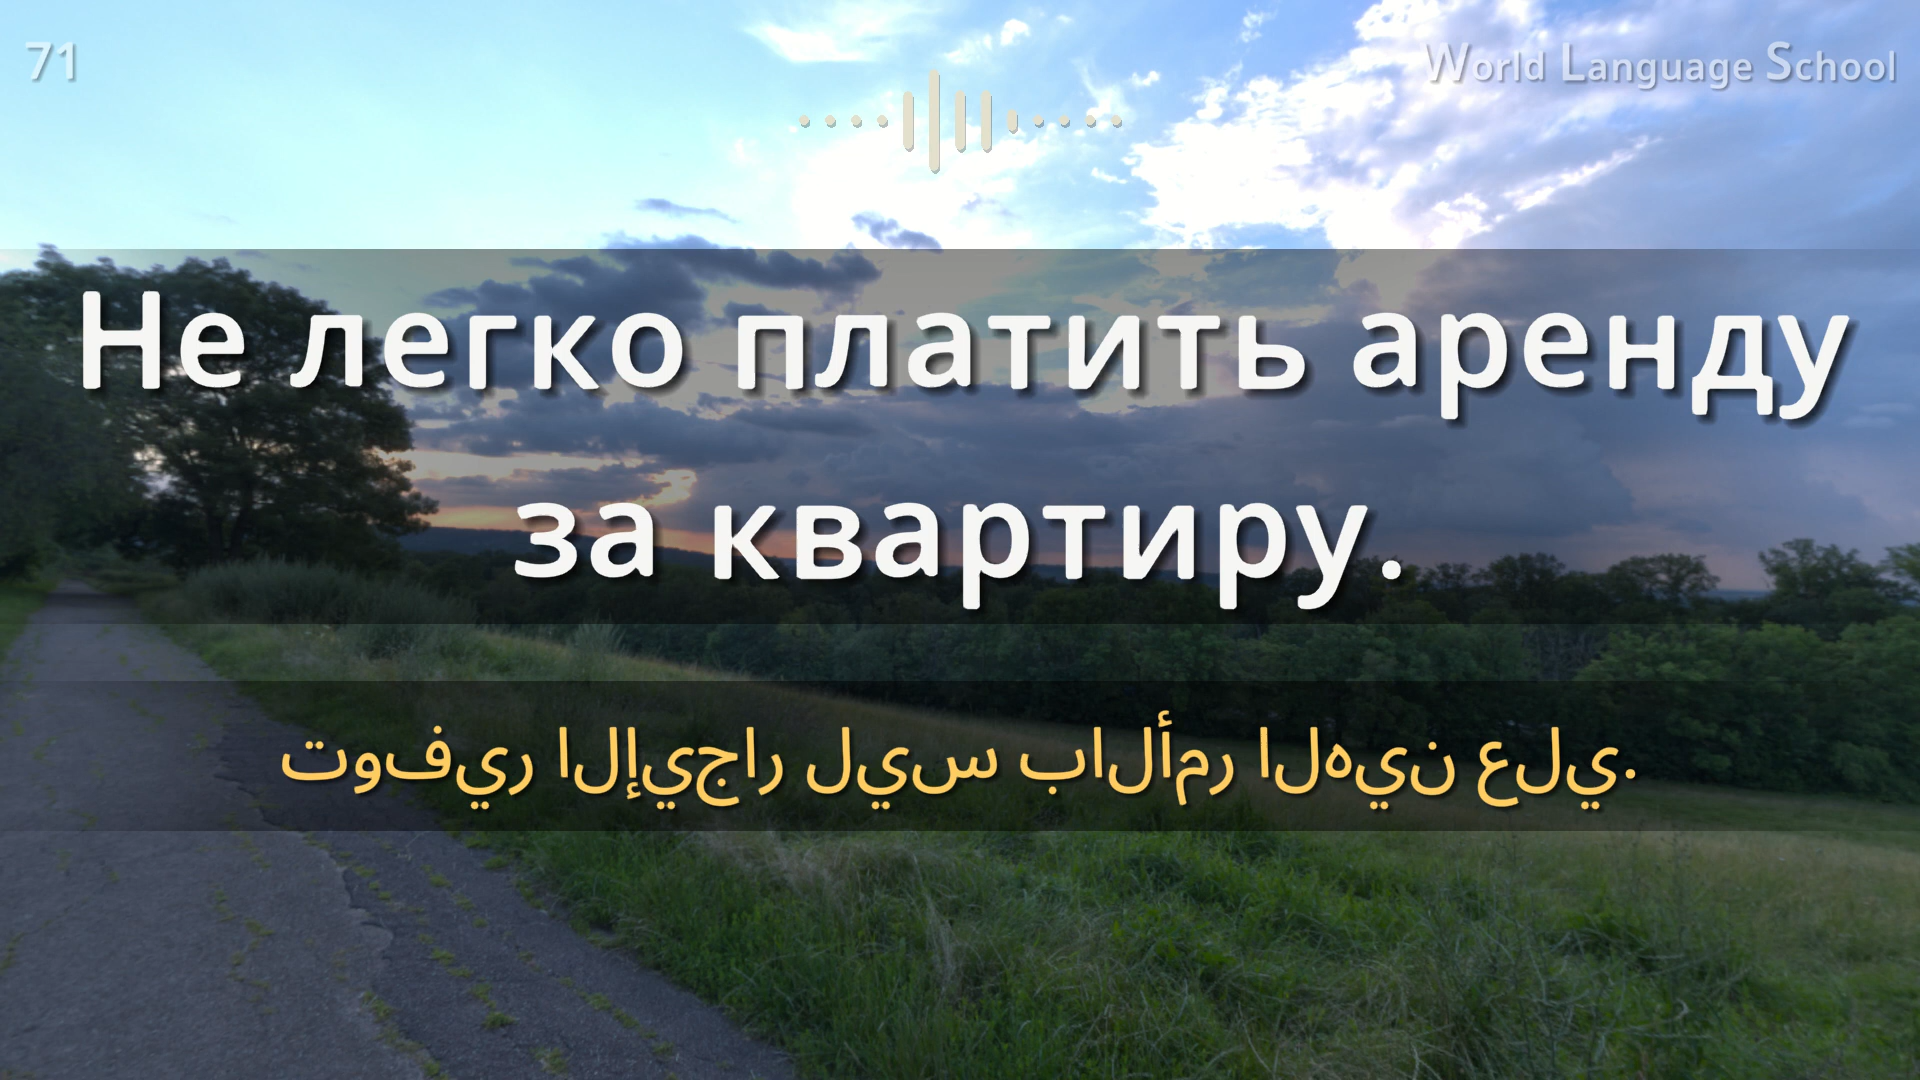 71
World Language School
Не легко платить аренду
за квартиру.
توفير الإيجار ليس بالأمر الهين علي.